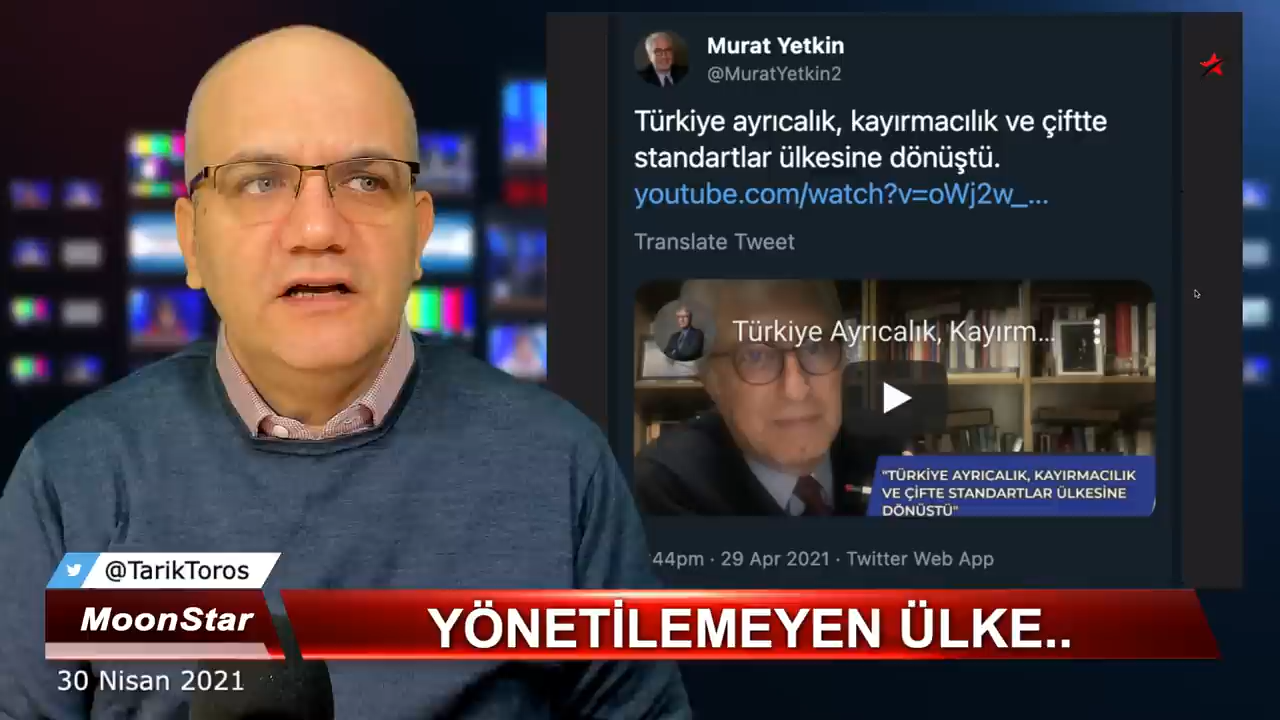 Murat Yetkin
@MuratYetkin2
Türkiye ayrıcalık, kayırmacılık ve çiftte
standartlar ülkesine dönüştü.
youtube.com/watch?v=oWj2w_...
Translate Tweet
Türkiye Ayrıcalık, Kayırm...
"TÜRKİYE AYRICALIK, KAYIRMACILIK
VE ÇİFTE STANDARTLAR ÜLKESİNE
DÖNÜŞTÜ"
:44pm · 29 Apr 2021 · Twitter Web App
@TarikToros
MoonStar
YÖNETİLEMEYEN ÜLKE..
30 Nisan 2021